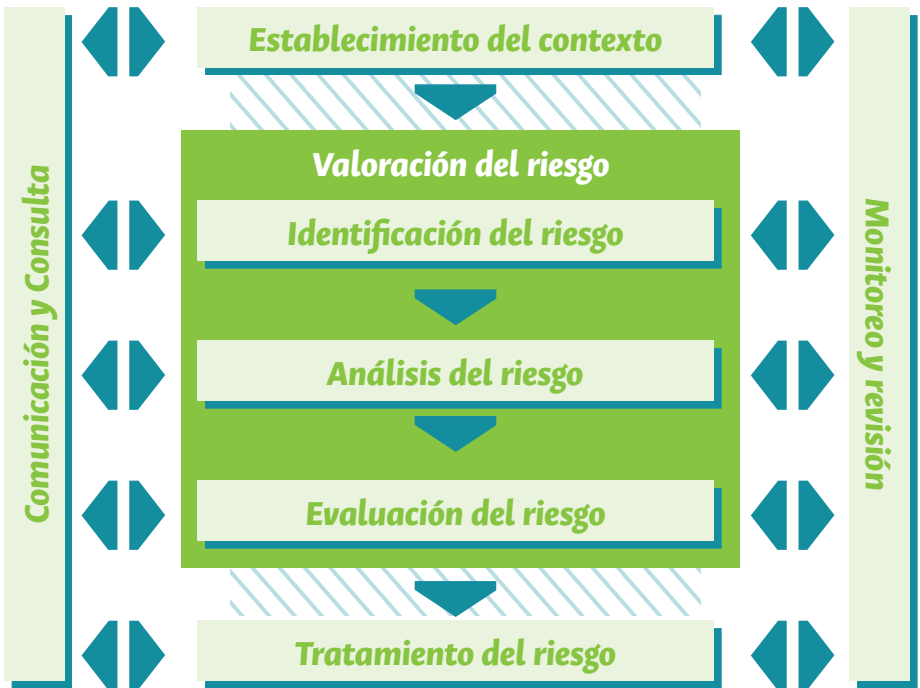 Establecimiento del contexto
Comunicación y Consulta
Valoración del riesgo
Identificación del riesgo
Análisis del riesgo
Evaluación del riesgo
Tratamiento del riesgo
Monitoreo y revisión